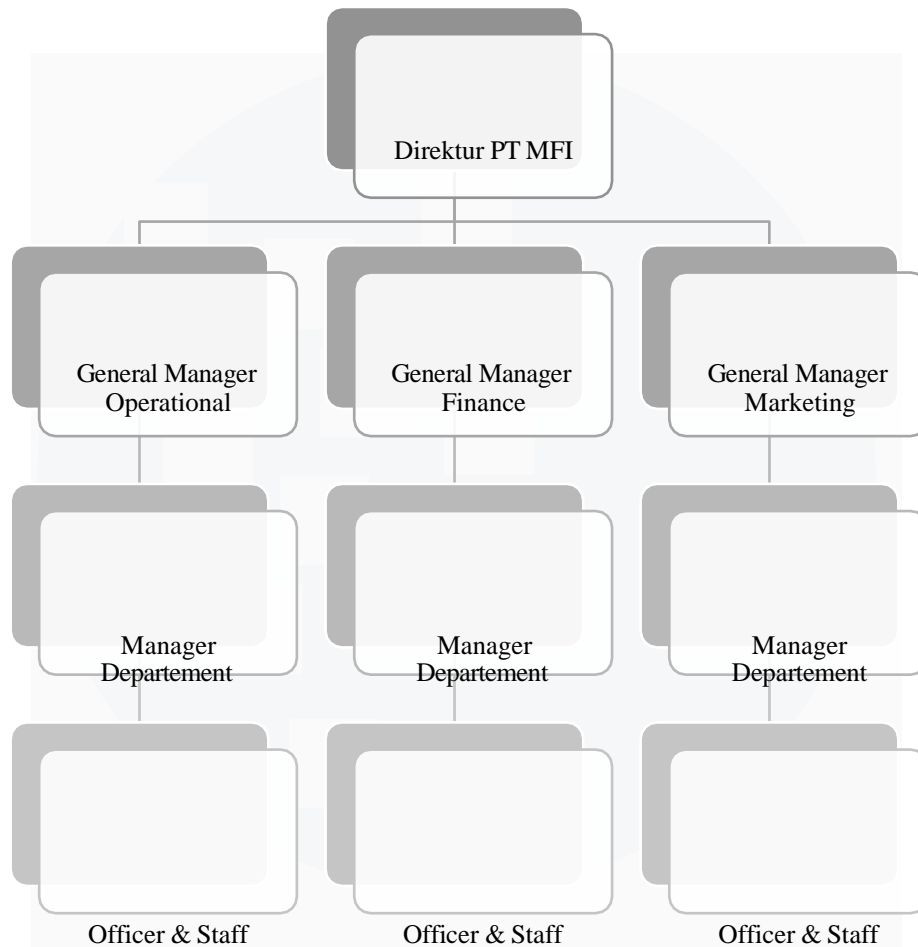 Direktur PT MFI
General Manager
Operational
General Manager
Finance
General Manager
Marketing
Manager
Departement
Manager
Departement
Manager
Departement
Officer & Staff
Officer & Staff
Officer & Staff